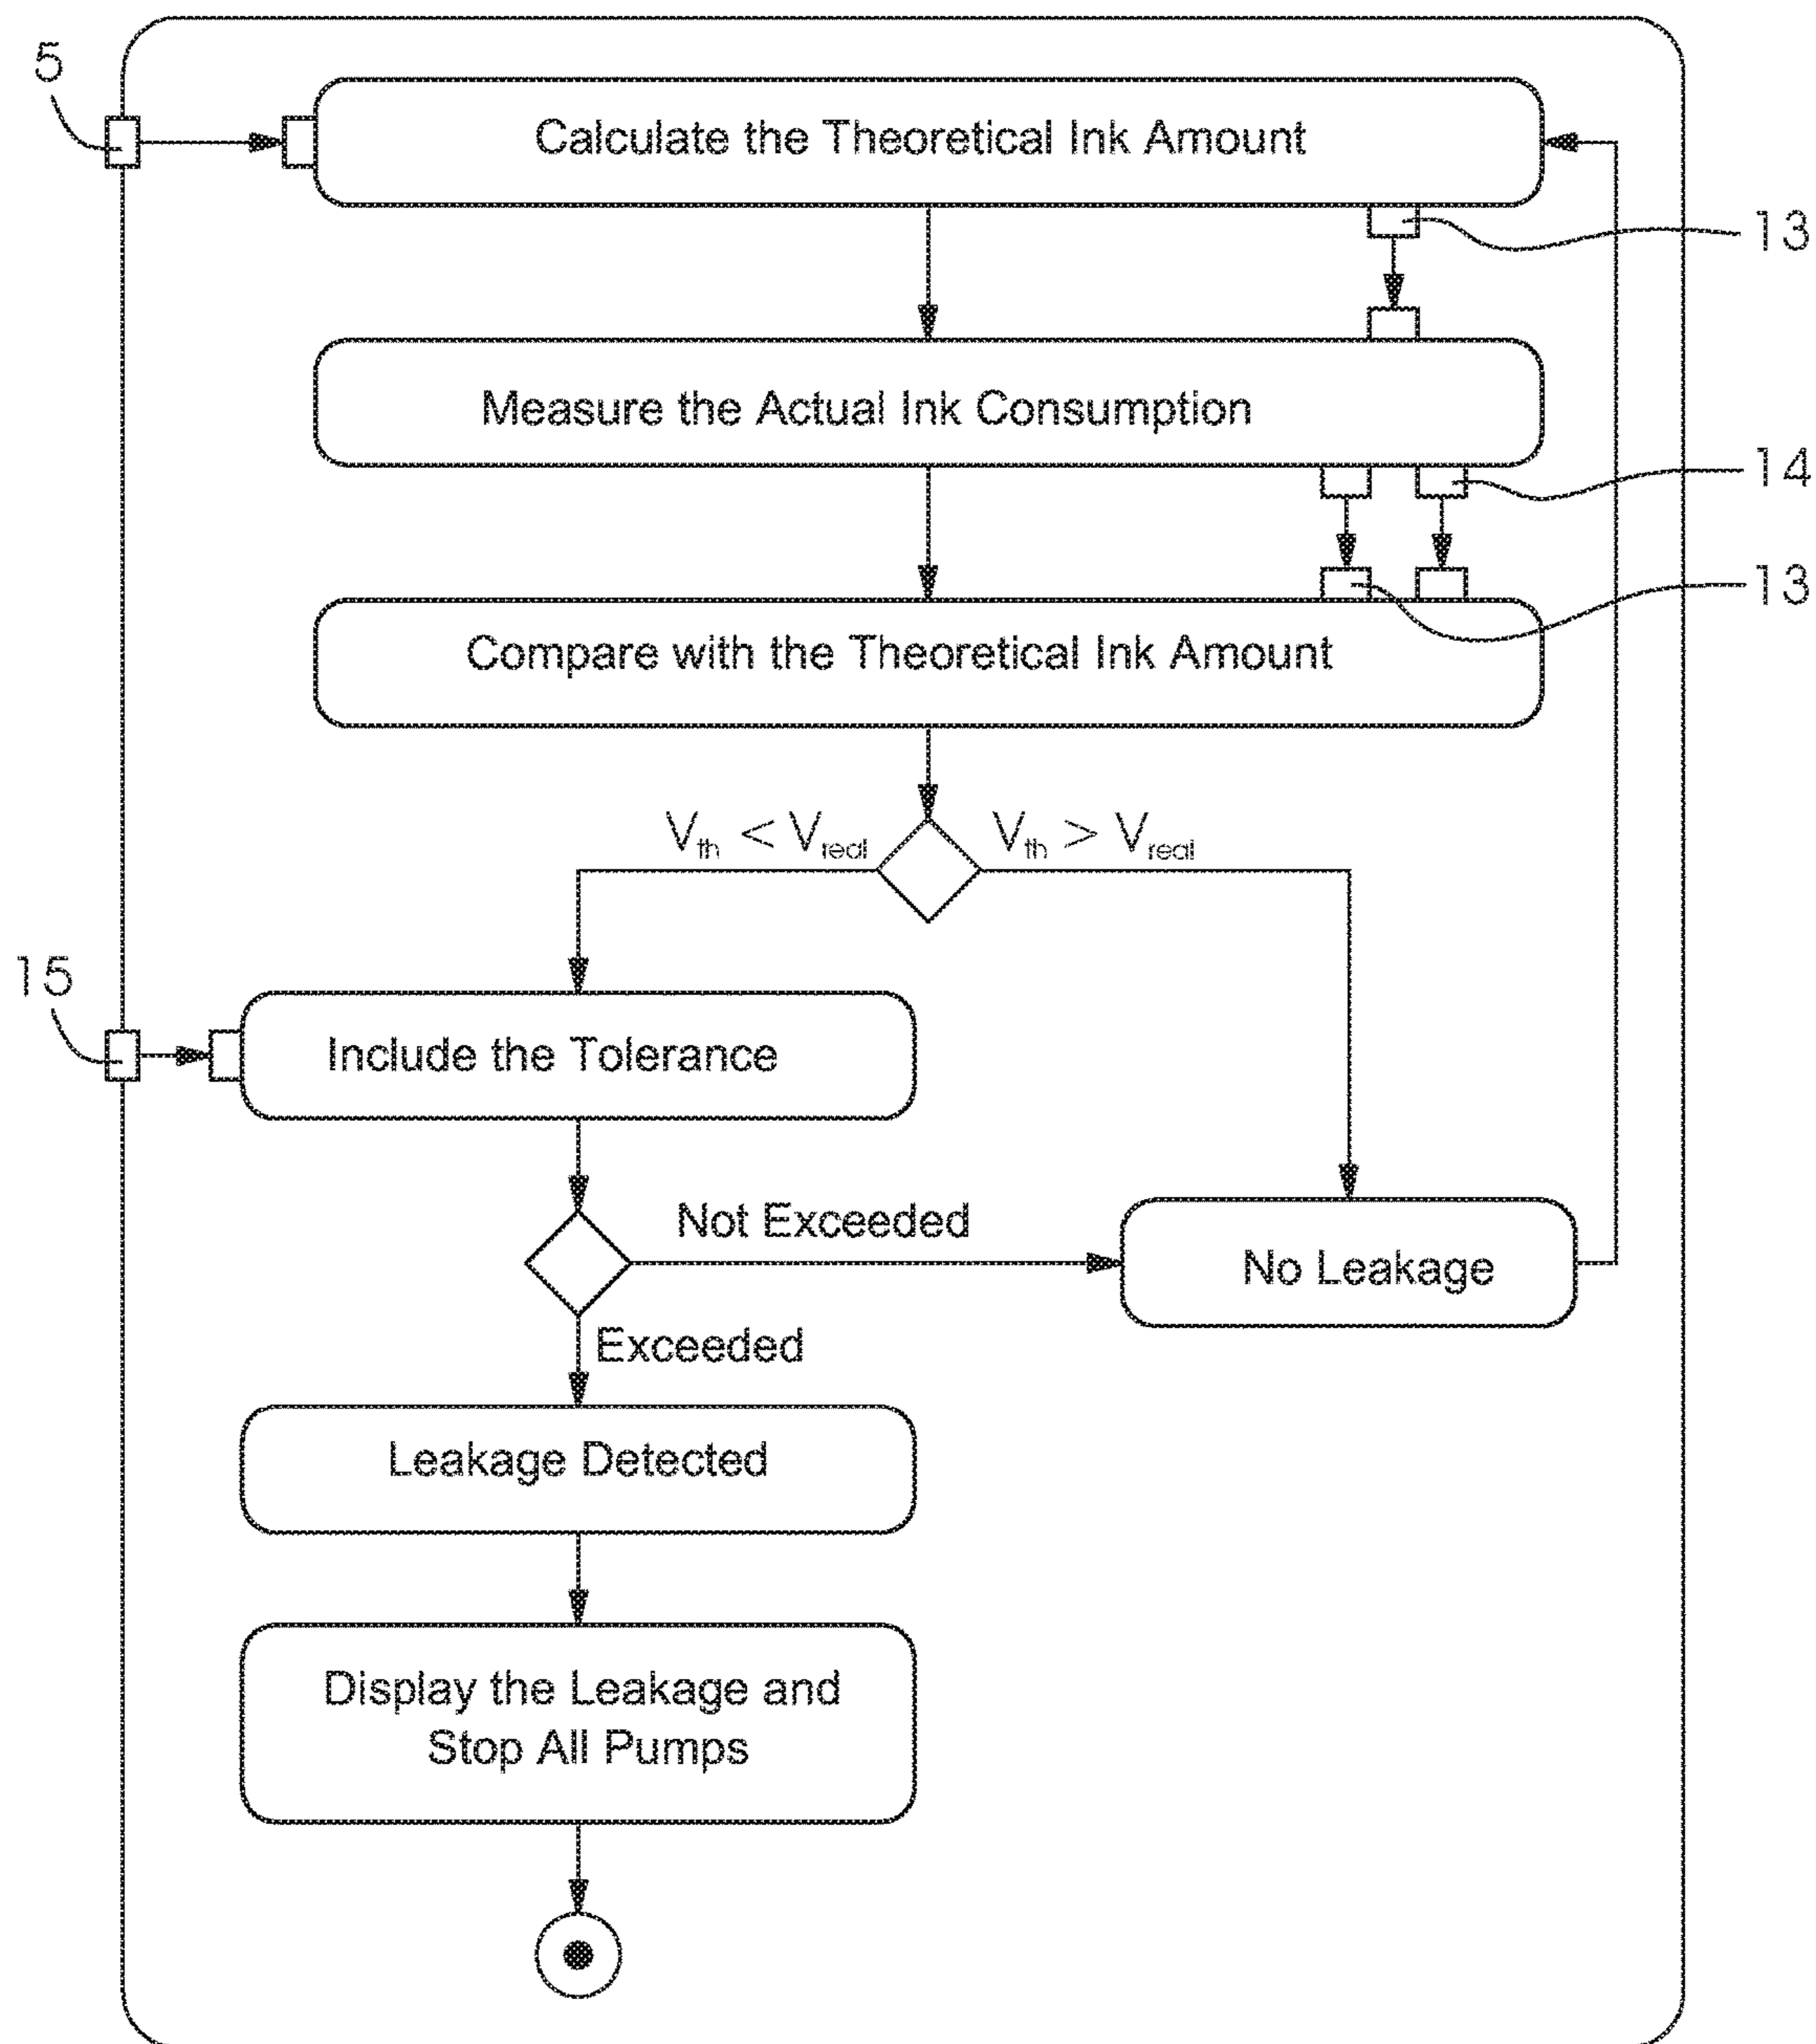 5
Calculate the Theoretical Ink Amount
13
Measure the Actual Ink Consumption
14
13
Compare with the Theoretical Ink Amount
Vth < Vreal
Vth > Vreal
15
Include the Tolerance
Not Exceeded
No Leakage
Exceeded
Leakage Detected
Display the Leakage and
Stop All Pumps